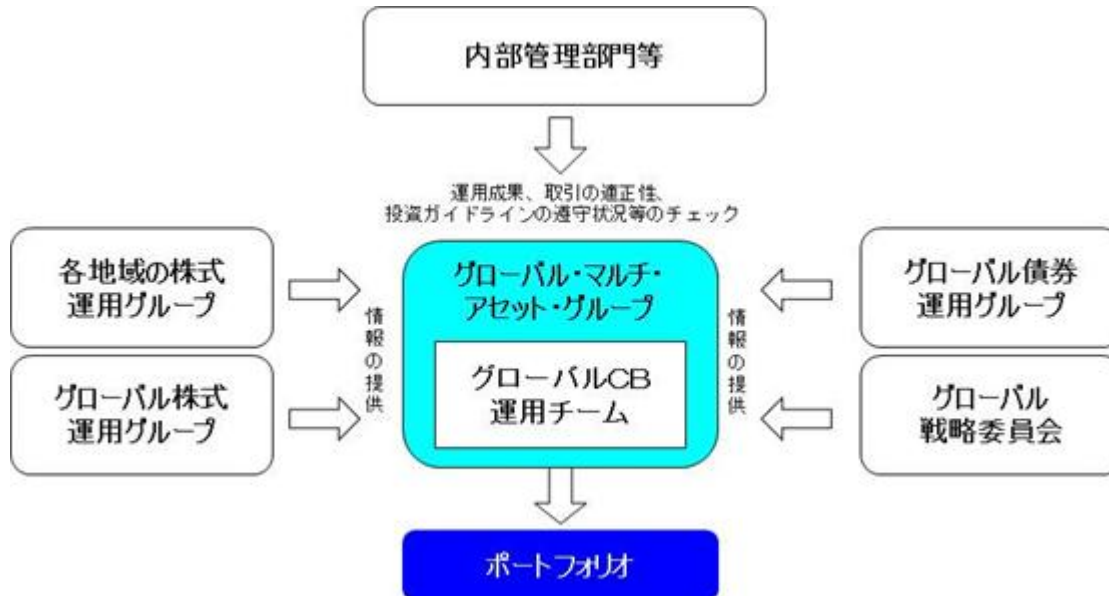 内部管理部門等
運用成果、取引の適正性、
投資ガイドラインの遵守状況等のチェック
各地域の株式
運用グループ
グローバル株式
運用グループ
情報の提供
グローバル・マルチ・
アセット・グループ
グローバルCB
運用チーム
情報の提供
グローバル債券
運用グループ
グローバル
戦略委員会
ポートフォリオ